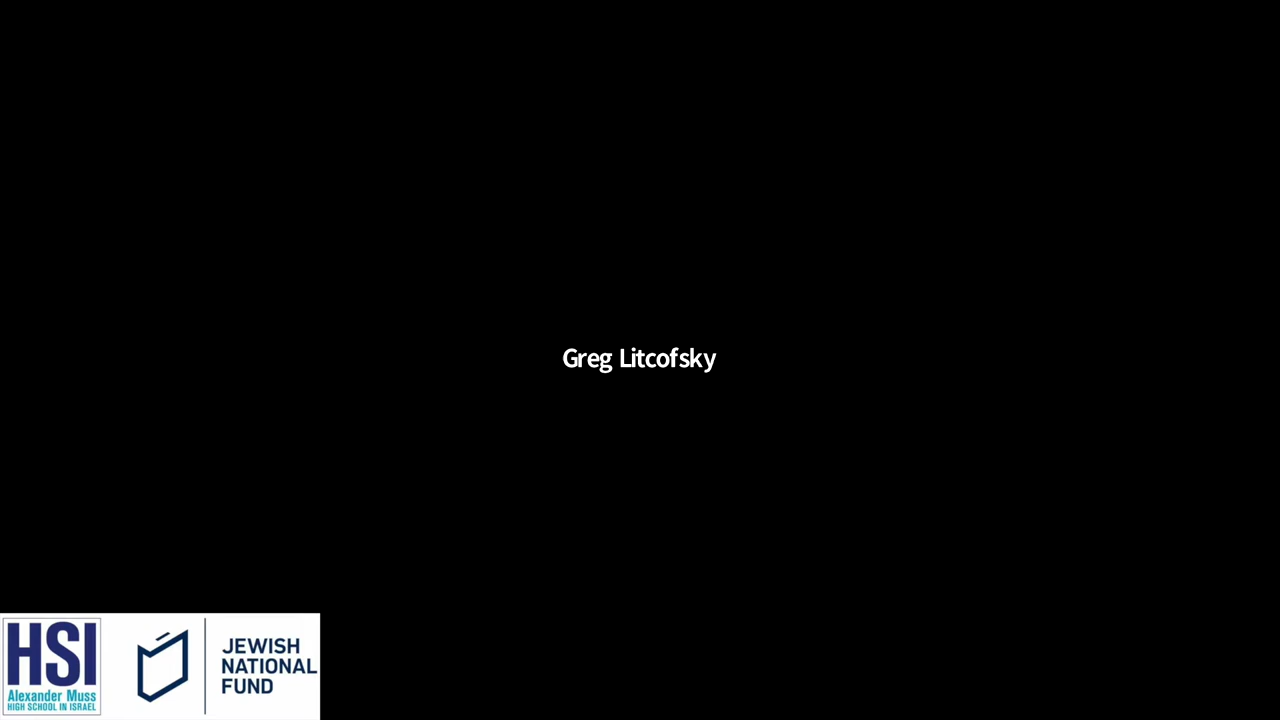 Greg Litcofsky
HSI
Alexander Muss
HIGH SCHOOL IN ISRAEL
JEWISH
NATIONAL
FUND